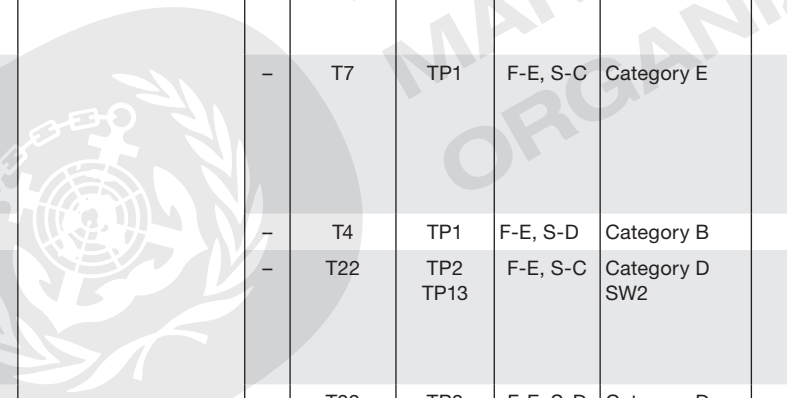 – T7 TP1 F-E, S-C Category E
– T4 TP1 F-E, S-D Category B
– T22 TP2 F-E, S-C Category D
TP13 SW2